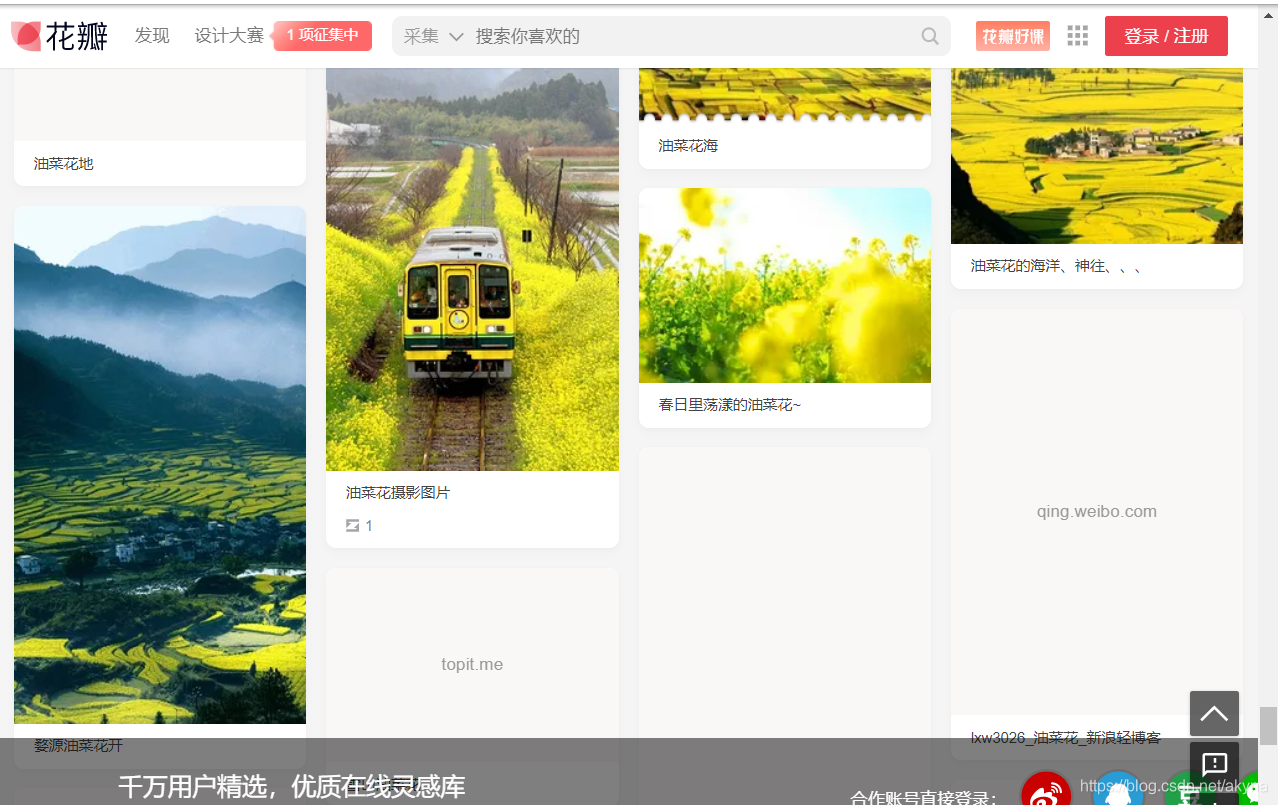 花瓣 发现 设计大赛 1 项征集中 采集 搜索你喜欢的 花瓣好课 登录 / 注册
油菜花地
婺源油菜花开
油菜花摄影图片
1
topit.me
油菜花海
春日里荡漾的油菜花~
油菜花的海洋、神往、、、
qing.weibo.com
lxw3026_油菜花_新浪轻博客
千万用户精选，优质在线灵感库
合作账号直接登录：